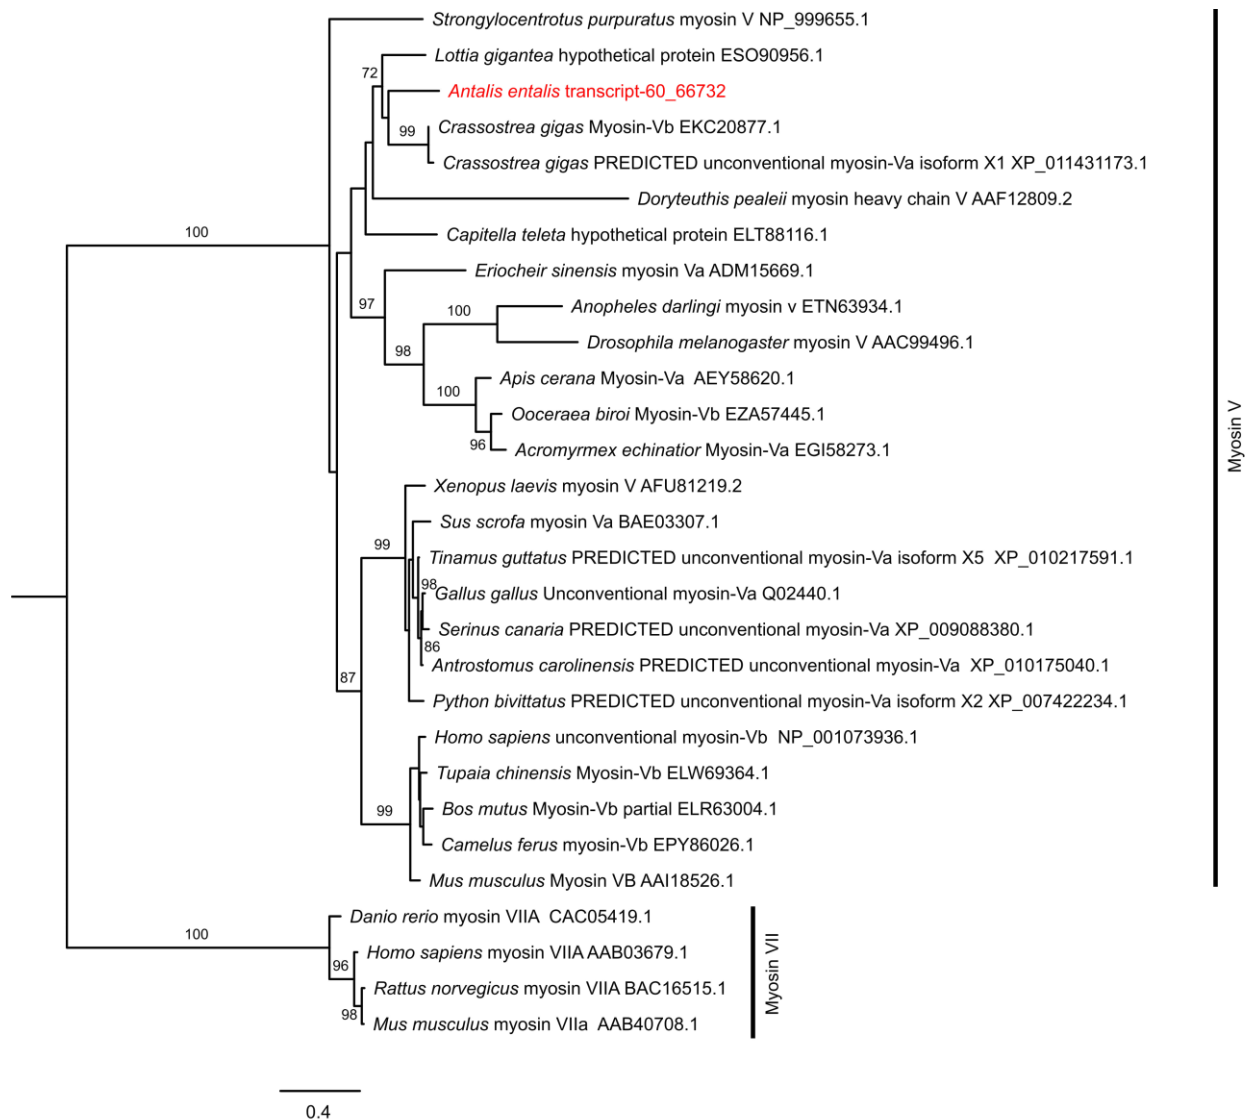 Strongylocentrotus purpuratus myosin V NP_999655.1
Lottia gigantea hypothetical protein ESO90956.1
72
Antalis entalis transcript-60_66732
Crassostrea gigas Myosin-Vb EKC20877.1
99
Crassostrea gigas PREDICTED unconventional myosin-Va isoform X1 XP_011431173.1
Doryteuthis pealeii myosin heavy chain V AAF12809.2
100
Capitella teleta hypothetical protein ELT88116.1
Eriocheir sinensis myosin Va ADM15669.1
97
Anopheles darlingi myosin v ETN63934.1
100
Drosophila melanogaster myosin V AAC99496.1
98
Apis cerana Myosin-Va AEY58620.1
100
Ooceraea biroi Myosin-Vb EZA57445.1
96
Acromyrmex echinatior Myosin-Va EGI58273.1
Myosin V
Xenopus laevis myosin V AFU81219.2
Sus scrofa myosin Va BAE03307.1
99
Tinamus guttatus PREDICTED unconventional myosin-Va isoform X5 XP_010217591.1
98
Gallus gallus Unconventional myosin-Va Q02440.1
Serinus canaria PREDICTED unconventional myosin-Va XP_009088380.1
86
Antrostomus carolinensis PREDICTED unconventional myosin-Va XP_010175040.1
87
Python bivittatus PREDICTED unconventional myosin-Va isoform X2 XP_007422234.1
Homo sapiens unconventional myosin-Vb NP_001073936.1
Tupaia chinensis Myosin-Vb ELW69364.1
Bos mutus Myosin-Vb partial ELR63004.1
99
Camelus ferus myosin-Vb EPY86026.1
Mus musculus Myosin VB AAI18526.1
Danio rerio myosin VIIA CAC05419.1
100
Homo sapiens myosin VIIA AAB03679.1
96
Rattus norvegicus myosin VIIA BAC16515.1
98
Mus musculus myosin VIIa AAB40708.1
Myosin VII
0.4